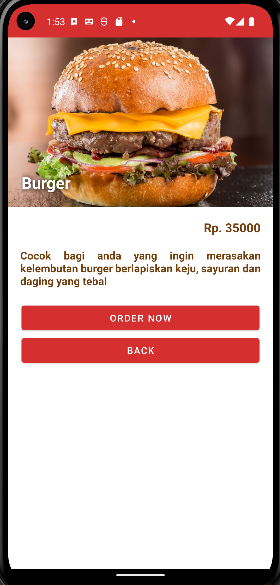 1:53
Burger
Rp. 35000
Cocok bagi anda yang ingin merasakan
kelembutan burger berlapiskan keju, sayuran dan
daging yang tebal
ORDER NOW
BACK